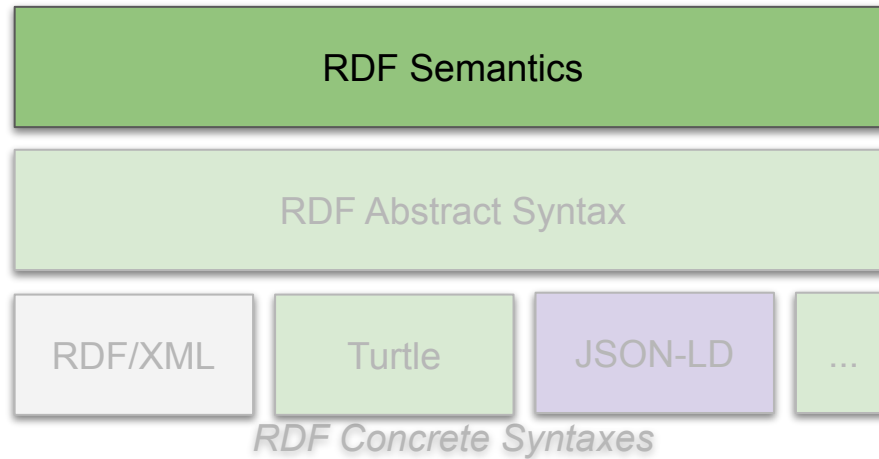 RDF Semantics
RDF Abstract Syntax
RDF/XML
Turtle
JSON-LD
...
RDF Concrete Syntaxes